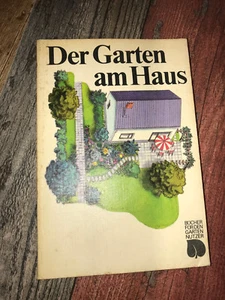 Der Garten
am Haus
BÜCHER
FÜR DEN
GARTEN
NUTZER